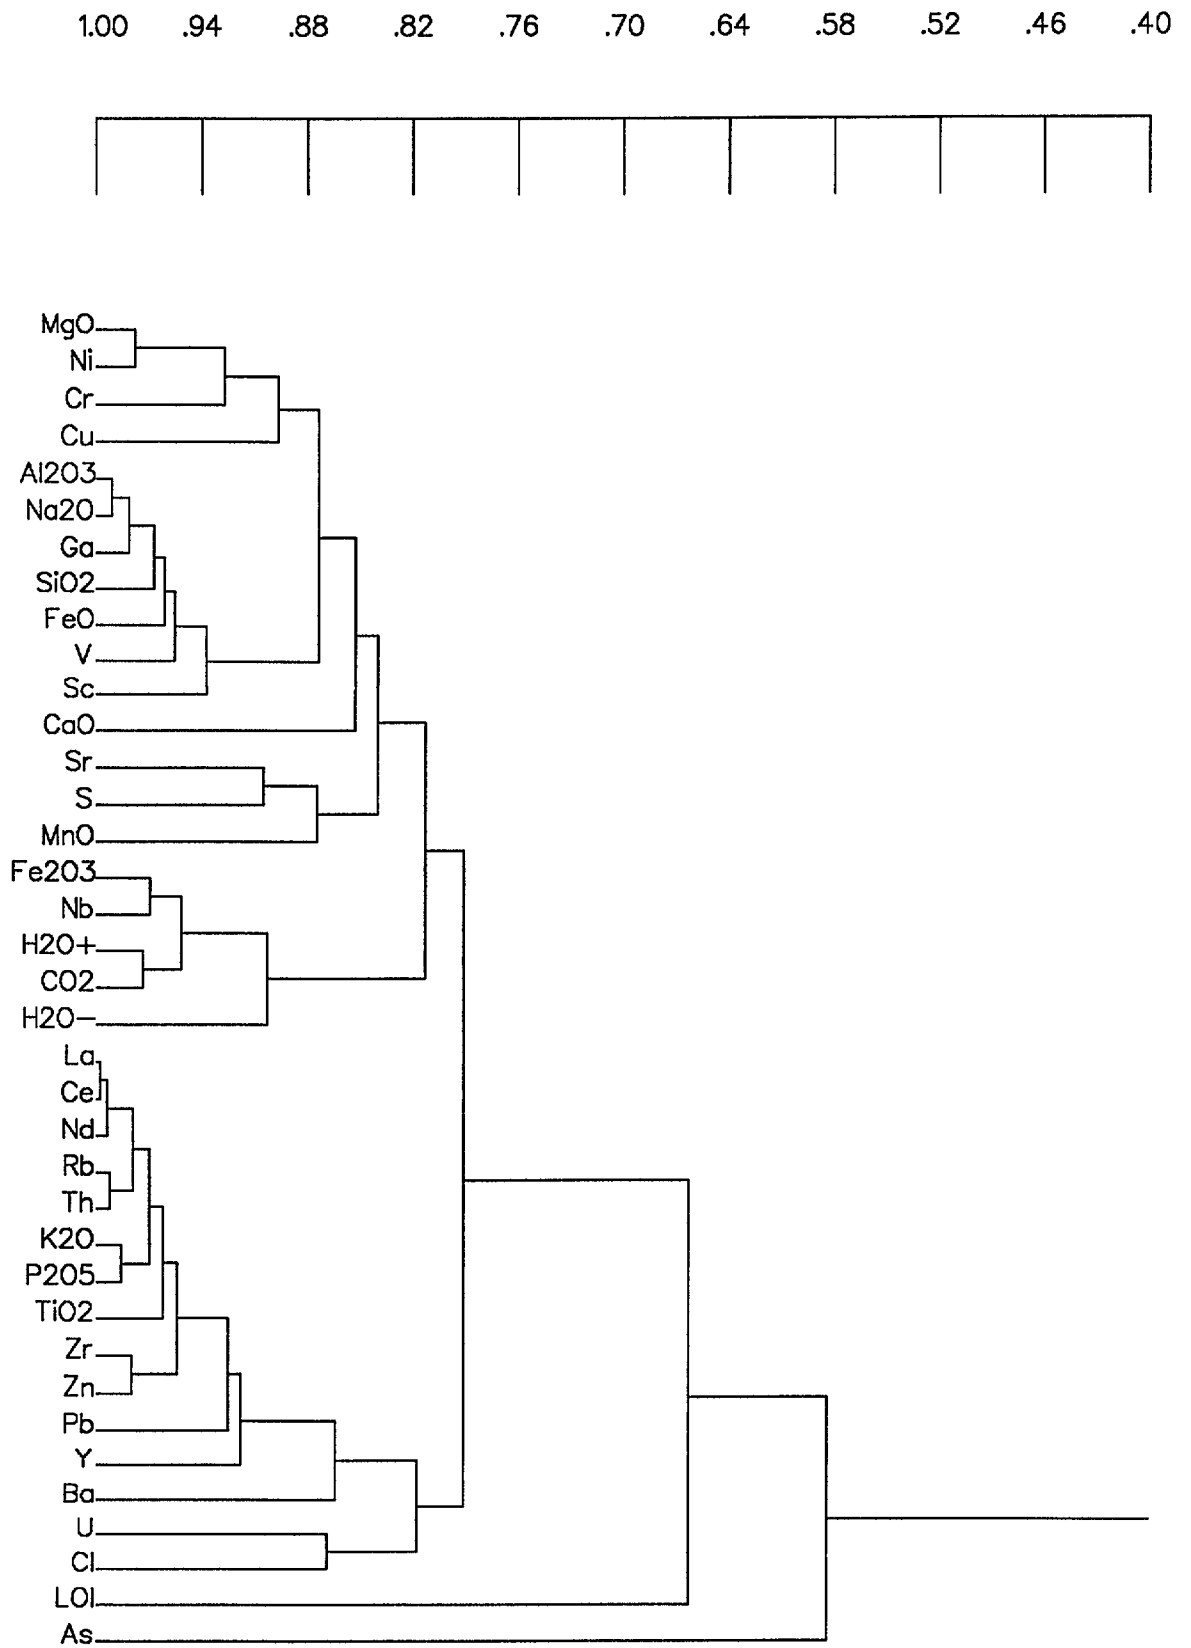 1.00 .94 .88 .82 .76 .70 .64 .58 .52 .46 .40
MgO
Ni
Cr
Cu
Al2O3
Na2O
Ga
SiO2
FeO
V
Sc
CaO
Sr
S
MnO
Fe2O3
Nb
H2O+
CO2
H2O−
La
Ce
Nd
Rb
Th
K2O
P2O5
TiO2
Zr
Zn
Pb
Y
Ba
U
Cl
LOI
As